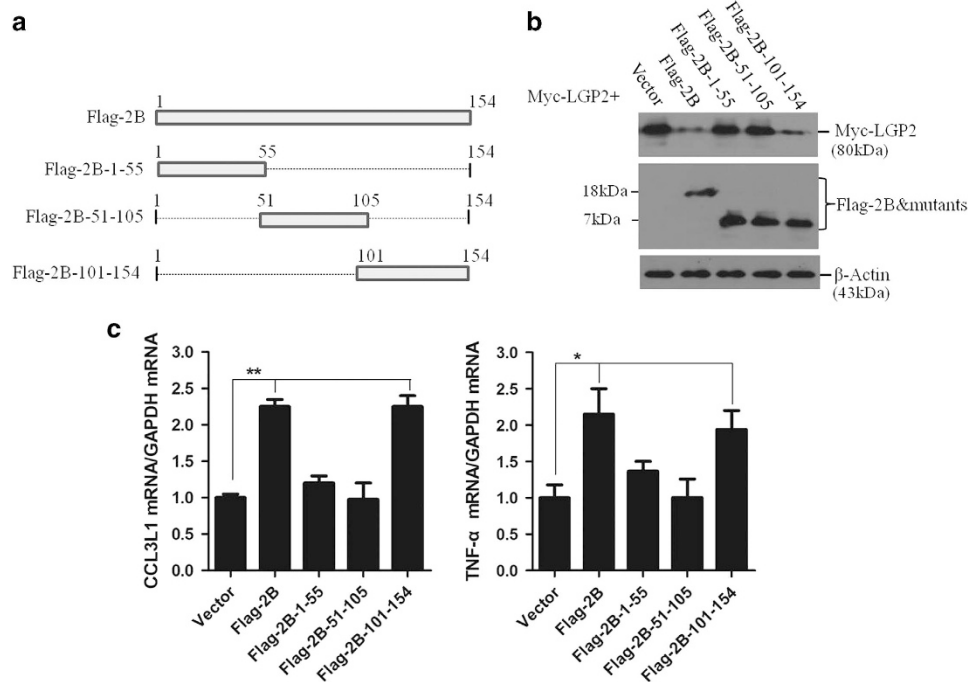 a
1 154
Flag-2B
1 55 154
Flag-2B-1-55
1 51 105 154
Flag-2B-51-105
1 101 154
Flag-2B-101-154
b
Vector
Flag-2B
Flag-2B-1-55
Flag-2B-51-105
Flag-2B-101-154
Myc-LGP2+
Myc-LGP2
(80kDa)
18kDa
7kDa
Flag-2B&mutants
β-Actin
(43kDa)
c
CCL3L1 mRNA/GAPDH mRNA
3.0
2.5
2.0
1.5
1.0
0.5
0.0
**
Vector
Flag-2B
Flag-2B-1-55
Flag-2B-51-105
Flag-2B-101-154
TNF-α mRNA/GAPDH mRNA
3.0
2.5
2.0
1.5
1.0
0.5
0.0
*
Vector
Flag-2B
Flag-2B-1-55
Flag-2B-51-105
Flag-2B-101-154